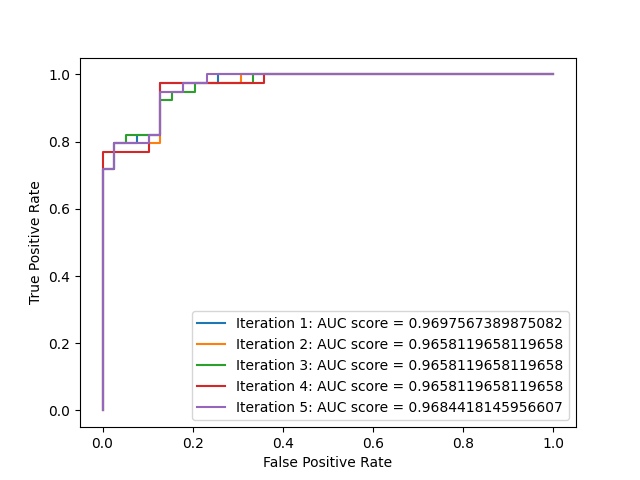 1.0
0.8
0.6
0.4
0.2
0.0
True Positive Rate
Iteration 1: AUC score = 0.9697567389875082
Iteration 2: AUC score = 0.9658119658119658
Iteration 3: AUC score = 0.9658119658119658
Iteration 4: AUC score = 0.9658119658119658
Iteration 5: AUC score = 0.9684418145956607
0.0 0.2 0.4 0.6 0.8 1.0
False Positive Rate